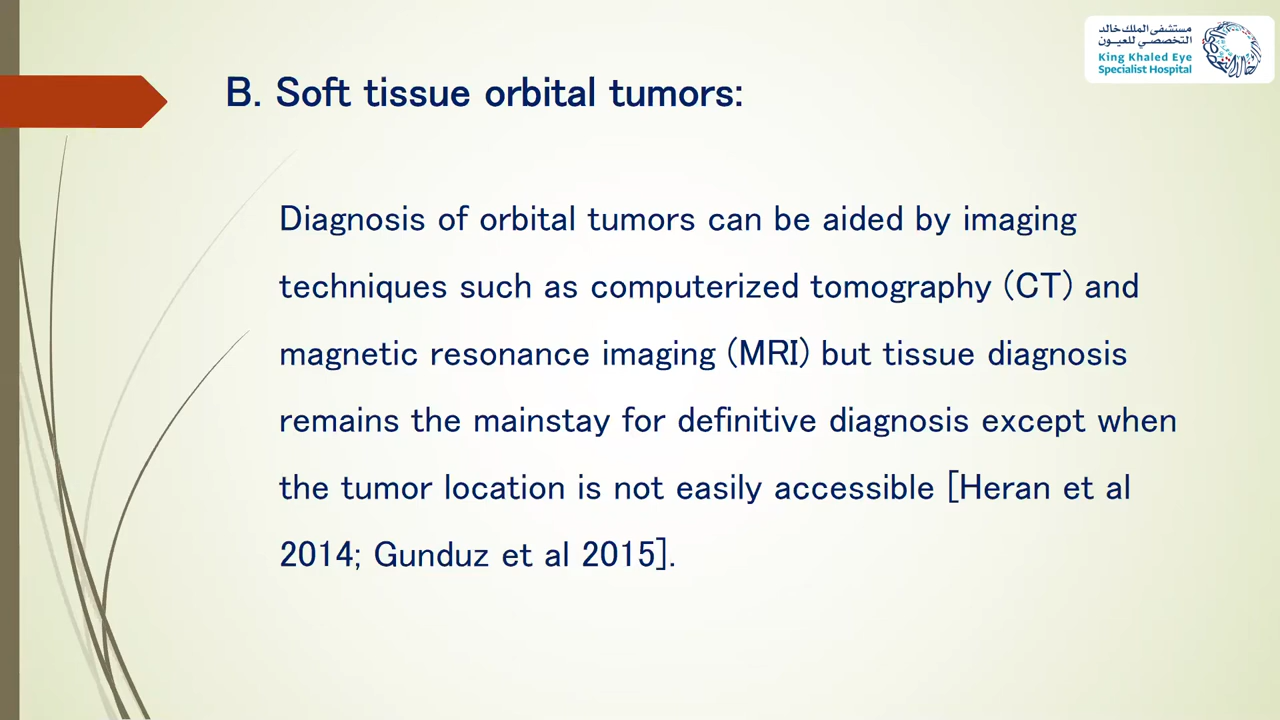 مستشفى الملك خالد
التخصصي للعيون
King Khaled Eye
Specialist Hospital
B. Soft tissue orbital tumors:
Diagnosis of orbital tumors can be aided by imaging
techniques such as computerized tomography (CT) and
magnetic resonance imaging (MRI) but tissue diagnosis
remains the mainstay for definitive diagnosis except when
the tumor location is not easily accessible [Heran et al
2014; Gunduz et al 2015].